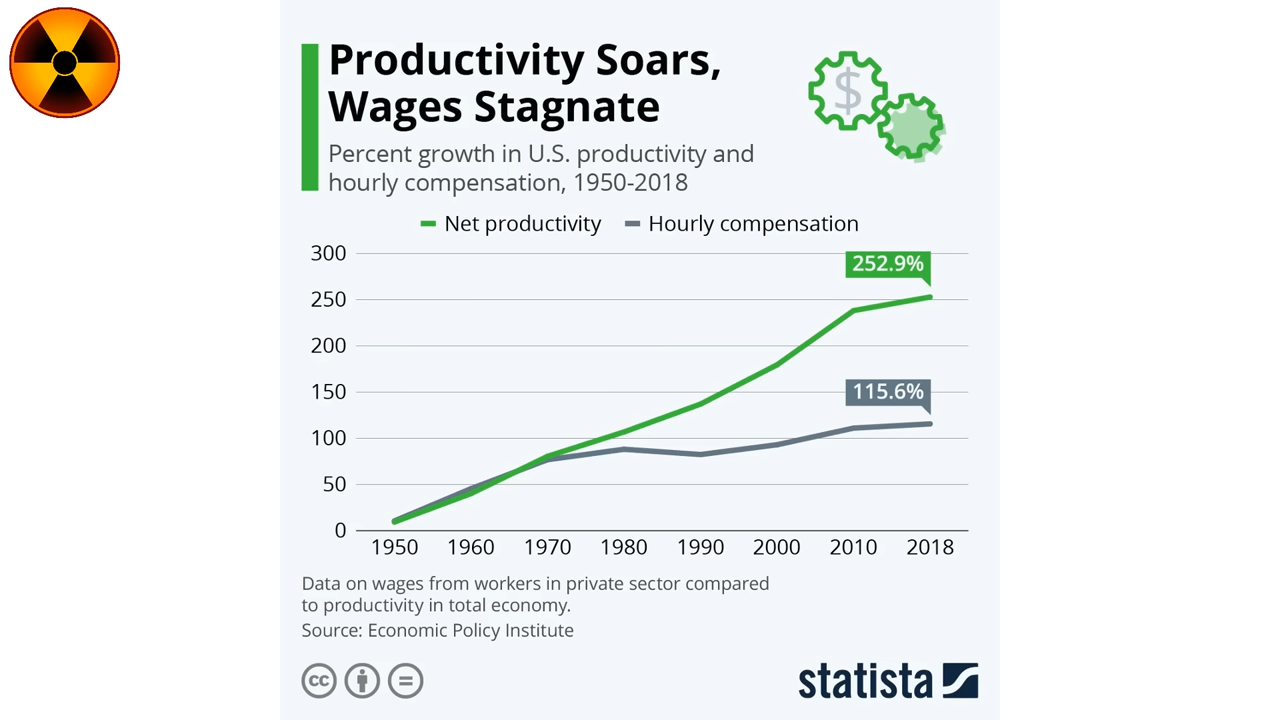 Productivity Soars,
Wages Stagnate
$
Percent growth in U.S. productivity and
hourly compensation, 1950-2018
Net productivity Hourly compensation
300
252.9%
250
200
150
115.6%
100
50
0
1950 1960 1970 1980 1990 2000 2010 2018
Data on wages from workers in private sector compared
to productivity in total economy.
Source: Economic Policy Institute
cc =
statista